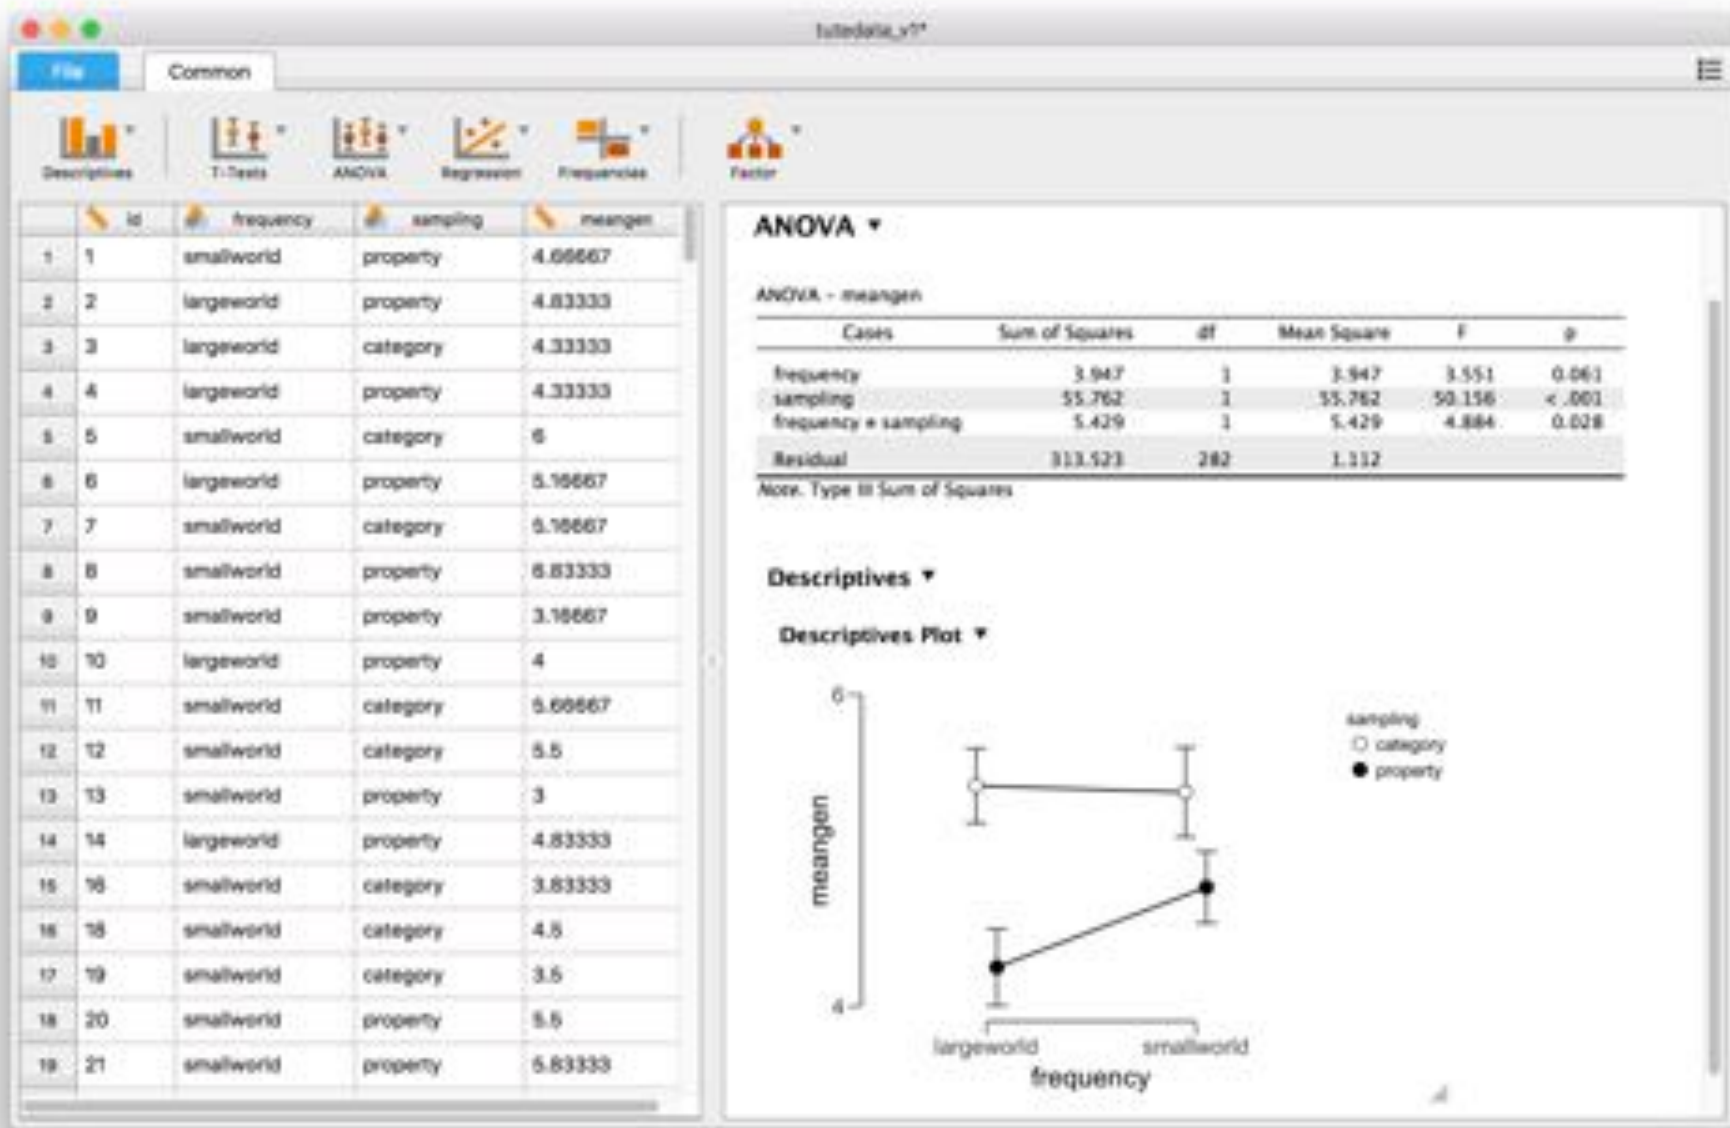 tutedata_v1*
File Common
Descriptives T-Tests ANOVA Regression Frequencies Factor
id frequency sampling meangen
1 1 smallworld property 4.66667
2 2 largeworld property 4.83333
3 3 largeworld category 4.33333
4 4 largeworld property 4.33333
5 5 smallworld category 6
6 6 largeworld property 5.16667
7 7 smallworld category 5.16667
8 8 smallworld property 6.83333
9 9 smallworld property 3.16667
10 10 largeworld property 4
11 11 smallworld category 5.66667
12 12 smallworld category 5.5
13 13 smallworld property 3
14 14 largeworld property 4.83333
15 16 smallworld category 3.83333
16 18 smallworld category 4.5
17 19 smallworld category 3.5
18 20 smallworld property 5.5
19 21 smallworld property 5.83333
ANOVA
ANOVA - meangen
Cases Sum of Squares df Mean Square F p
frequency 3.947 1 3.947 3.551 0.061
sampling 55.762 1 55.762 50.156 < .001
frequency * sampling 5.429 1 5.429 4.884 0.028
Residual 313.523 282 1.112
Note. Type III Sum of Squares
Descriptives
Descriptives Plot
6
4
meangen
largeworld smallworld
frequency
sampling
category
property